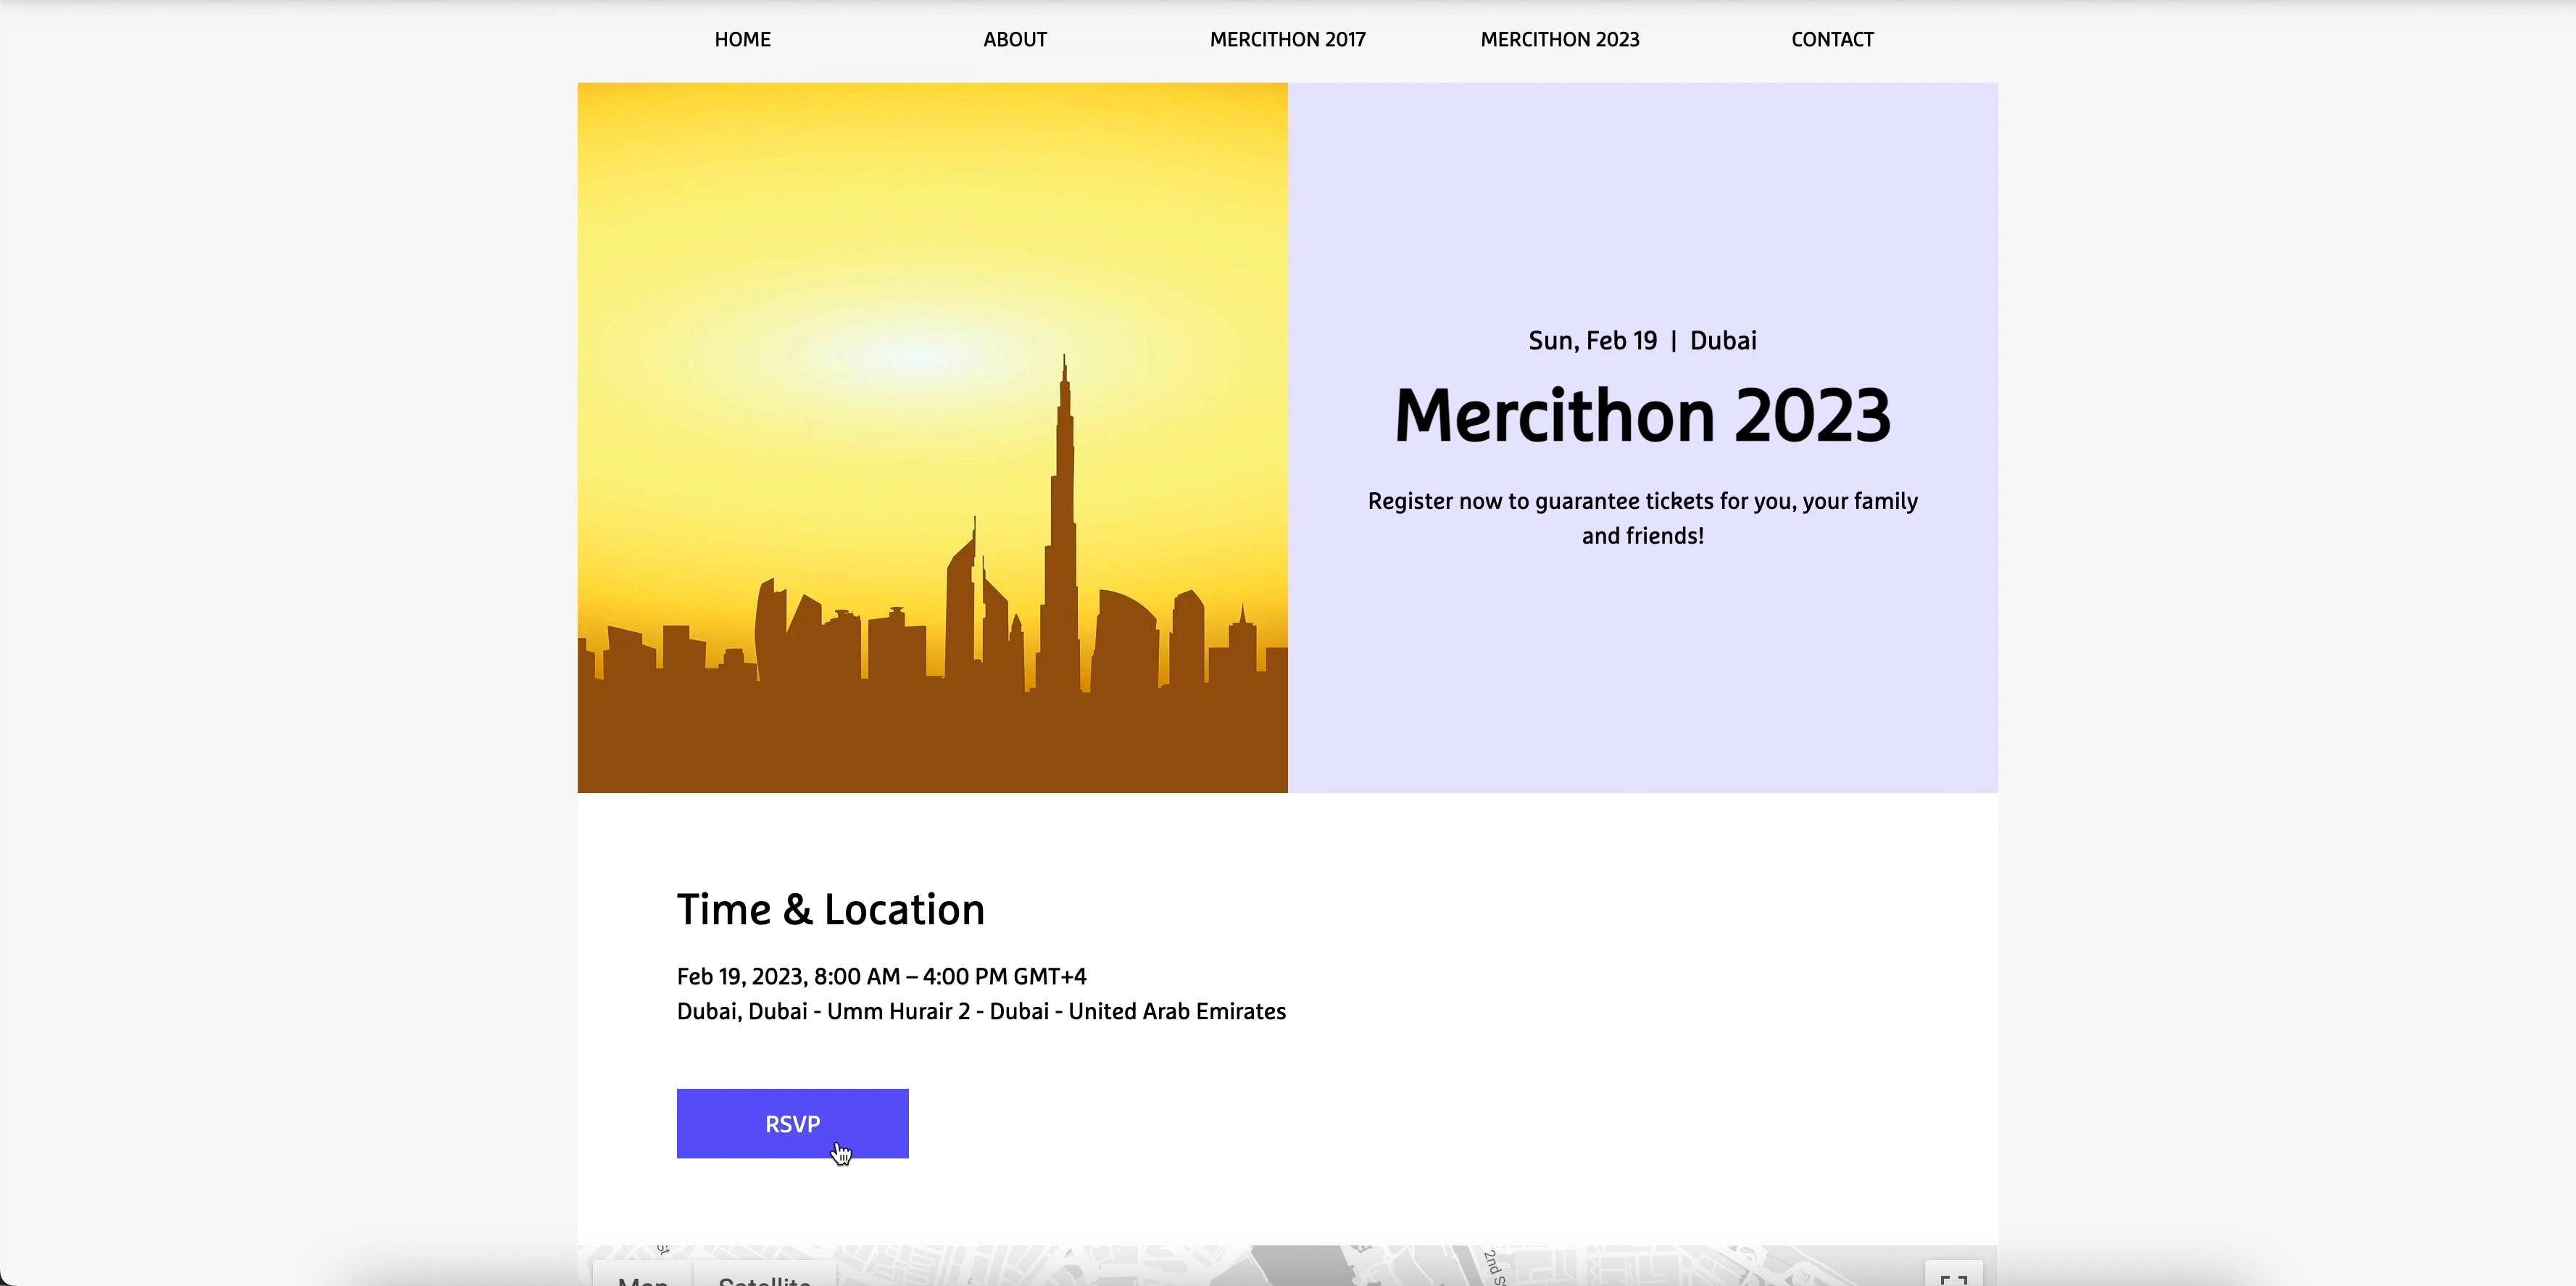 HOME
ABOUT
MERCITHON 2017
MERCITHON 2023
CONTACT
Sun, Feb 19 | Dubai
Mercithon 2023
Register now to guarantee tickets for you, your family
and friends!
Time & Location
Feb 19, 2023, 8:00 AM – 4:00 PM GMT+4
Dubai, Dubai - Umm Hurair 2 - Dubai - United Arab Emirates
RSVP
Map
Satellite